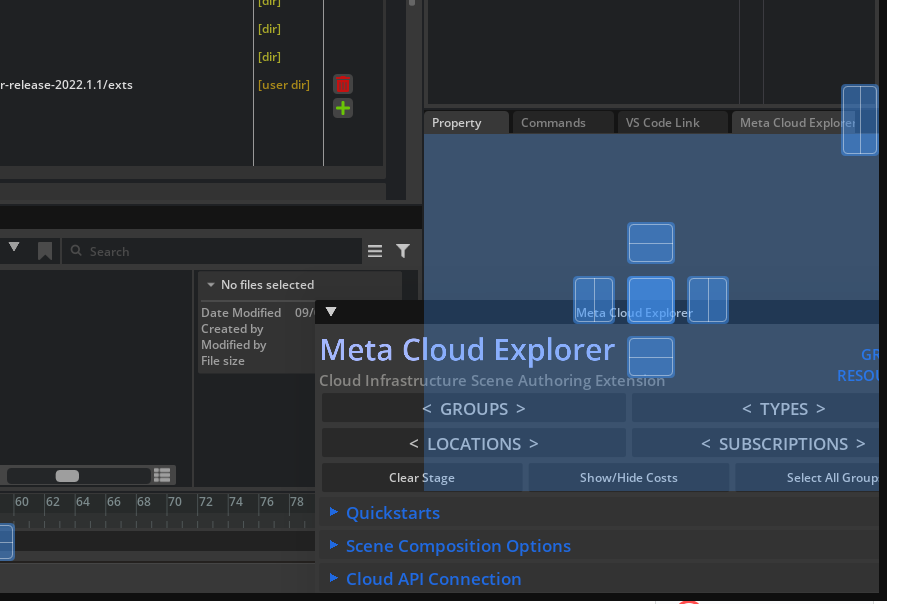 [dir]
[dir]
[dir]
r-release-2022.1.1/exts [user dir]
Property Commands VS Code Link Meta Cloud Explorer
Search
No files selected
Date Modified 09/
Created by
Modified by
File size
Meta Cloud Explorer
Meta Cloud Explorer
Cloud Infrastructure Scene Authoring Extension
GR
RESOU
< GROUPS > < TYPES >
< LOCATIONS > < SUBSCRIPTIONS >
Clear Stage Show/Hide Costs Select All Group
60 62 64 66 68 70 72 74 76 78
Quickstarts
Scene Composition Options
Cloud API Connection